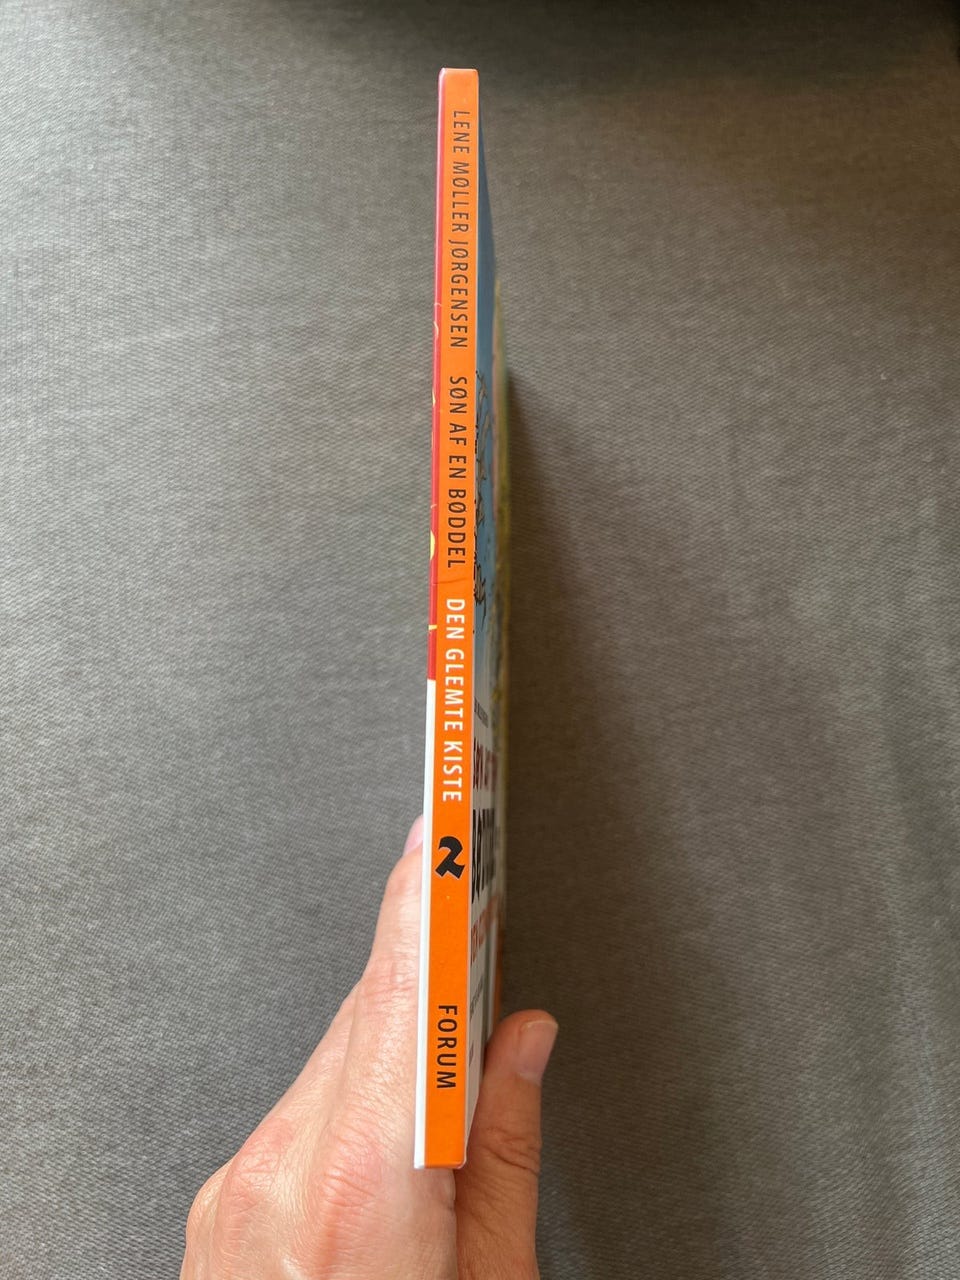 LENE MØLLER JØRGENSEN SØN AF EN BØDDEL DEN GLEMTE KISTE 2 FORUM